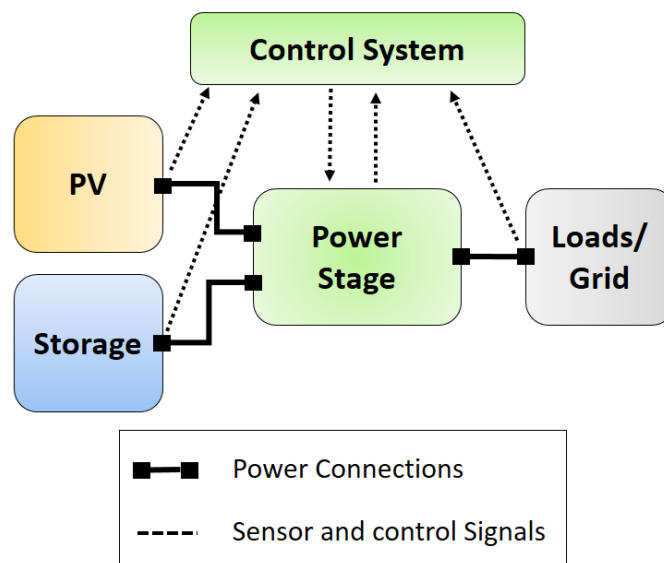 Control System
PV
Power
Stage
Loads/
Grid
Storage
Power Connections
Sensor and control Signals